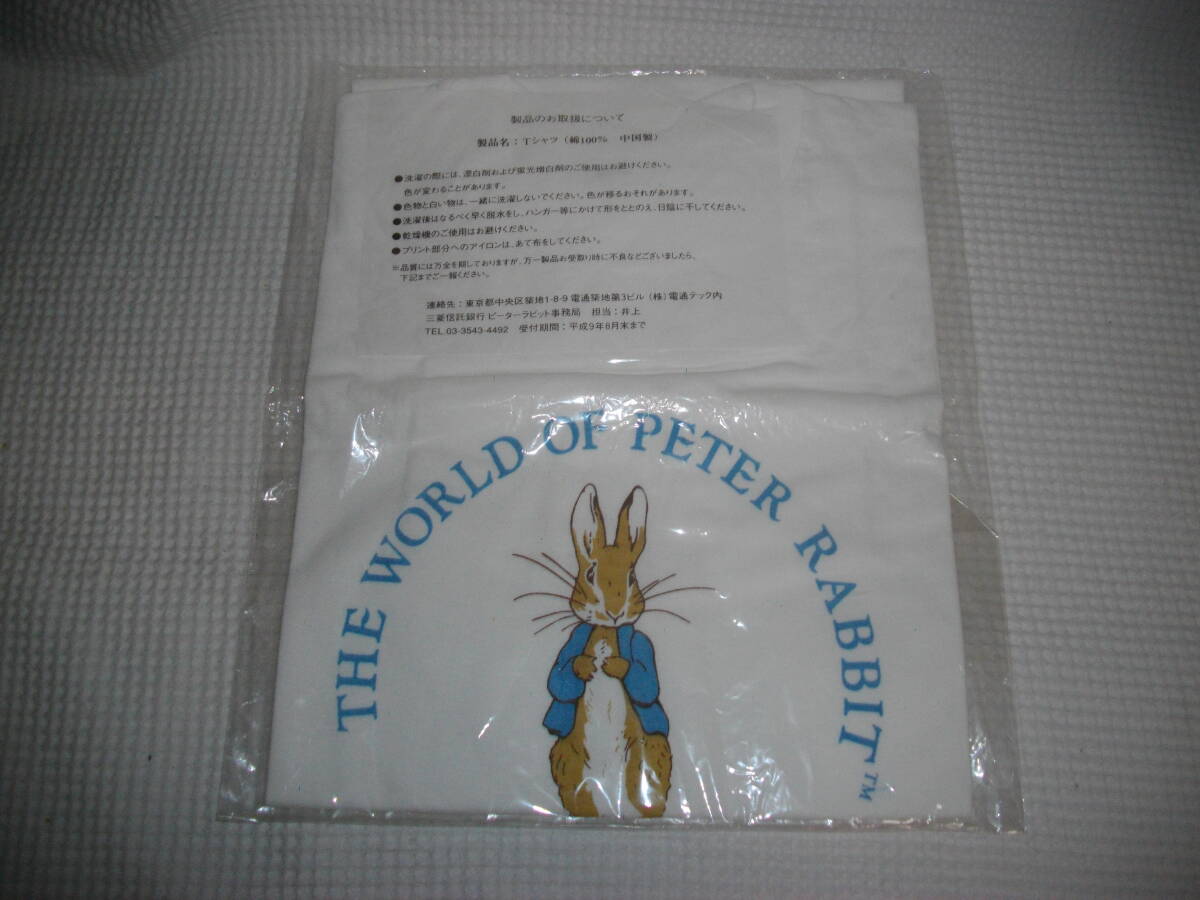 製品のお取扱について
製品名：Tシャツ（綿100%　中国製）
●洗濯の際には、漂白剤および蛍光増白剤のご使用はお避けください。
色が変わることがあります。
●色物と白い物は、一緒に洗濯しないでください。色が移るおそれがあります。
●洗濯後はなるべく早く脱水をし、ハンガー等にかけて形をととのえ、日陰に干してください。
●乾燥機のご使用はお避けください。
●プリント部分へのアイロンは、あて布をしてください。
※品質には万全を期しておりますが、万一製品お受取り時に不良などございましたら、
下記までご一報ください。
連絡先：東京都中央区築地1-8-9 電通築地第3ビル（株）電通テック内
三菱信託銀行 ピーターラビット事務局　担当：井上
TEL 03-3543-4492　受付期間：平成9年8月末まで
THE WORLD OF PETER RABBIT™